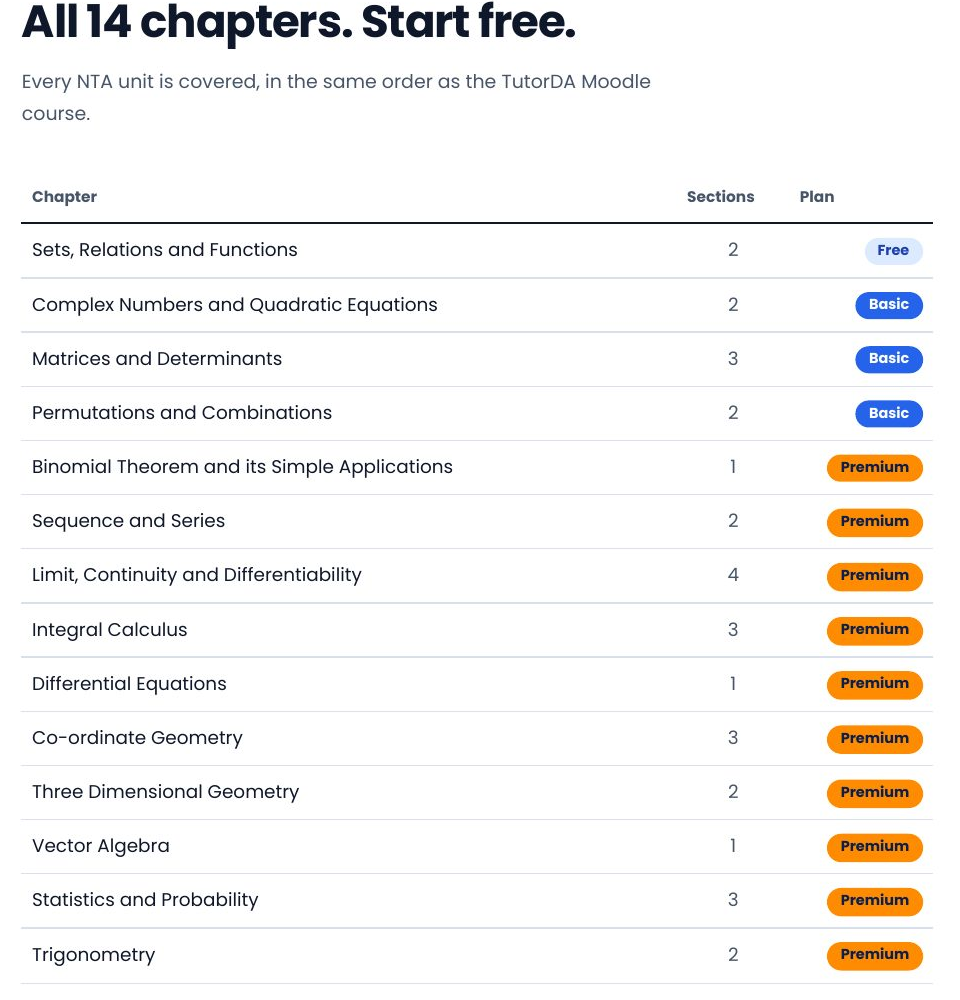 All 14 chapters. Start free.
Every NTA unit is covered, in the same order as the TutorDA Moodle
course.
Chapter Sections Plan
Sets, Relations and Functions 2 Free
Complex Numbers and Quadratic Equations 2 Basic
Matrices and Determinants 3 Basic
Permutations and Combinations 2 Basic
Binomial Theorem and its Simple Applications 1 Premium
Sequence and Series 2 Premium
Limit, Continuity and Differentiability 4 Premium
Integral Calculus 3 Premium
Differential Equations 1 Premium
Co-ordinate Geometry 3 Premium
Three Dimensional Geometry 2 Premium
Vector Algebra 1 Premium
Statistics and Probability 3 Premium
Trigonometry 2 Premium